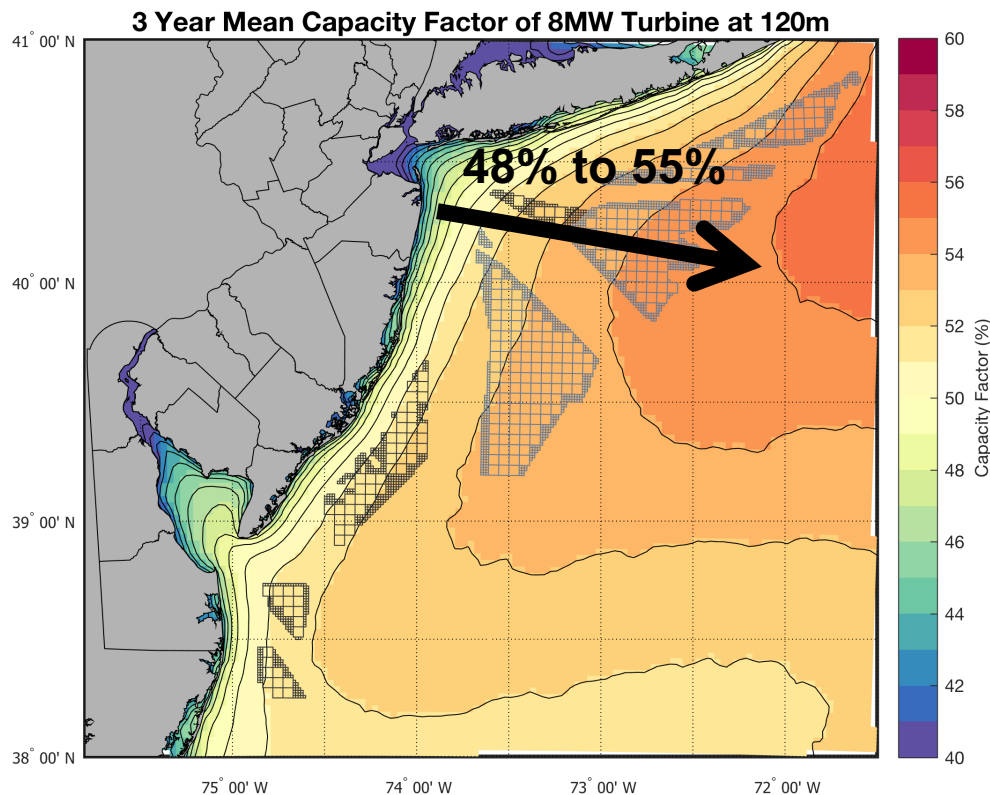 3 Year Mean Capacity Factor of 8MW Turbine at 120m
41° 00' N
40° 00' N
39° 00' N
38° 00' N
75° 00' W
74° 00' W
73° 00' W
72° 00' W
48% to 55%
60
58
56
54
52
50
48
46
44
42
40
Capacity Factor (%)